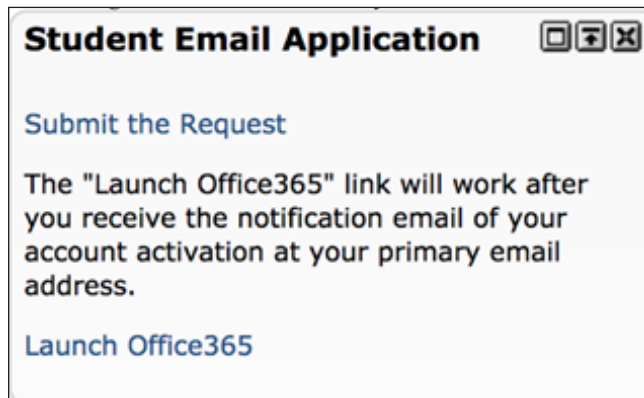 Student Email Application
Submit the Request
The "Launch Office365" link will work after
you receive the notification email of your
account activation at your primary email
address.
Launch Office365